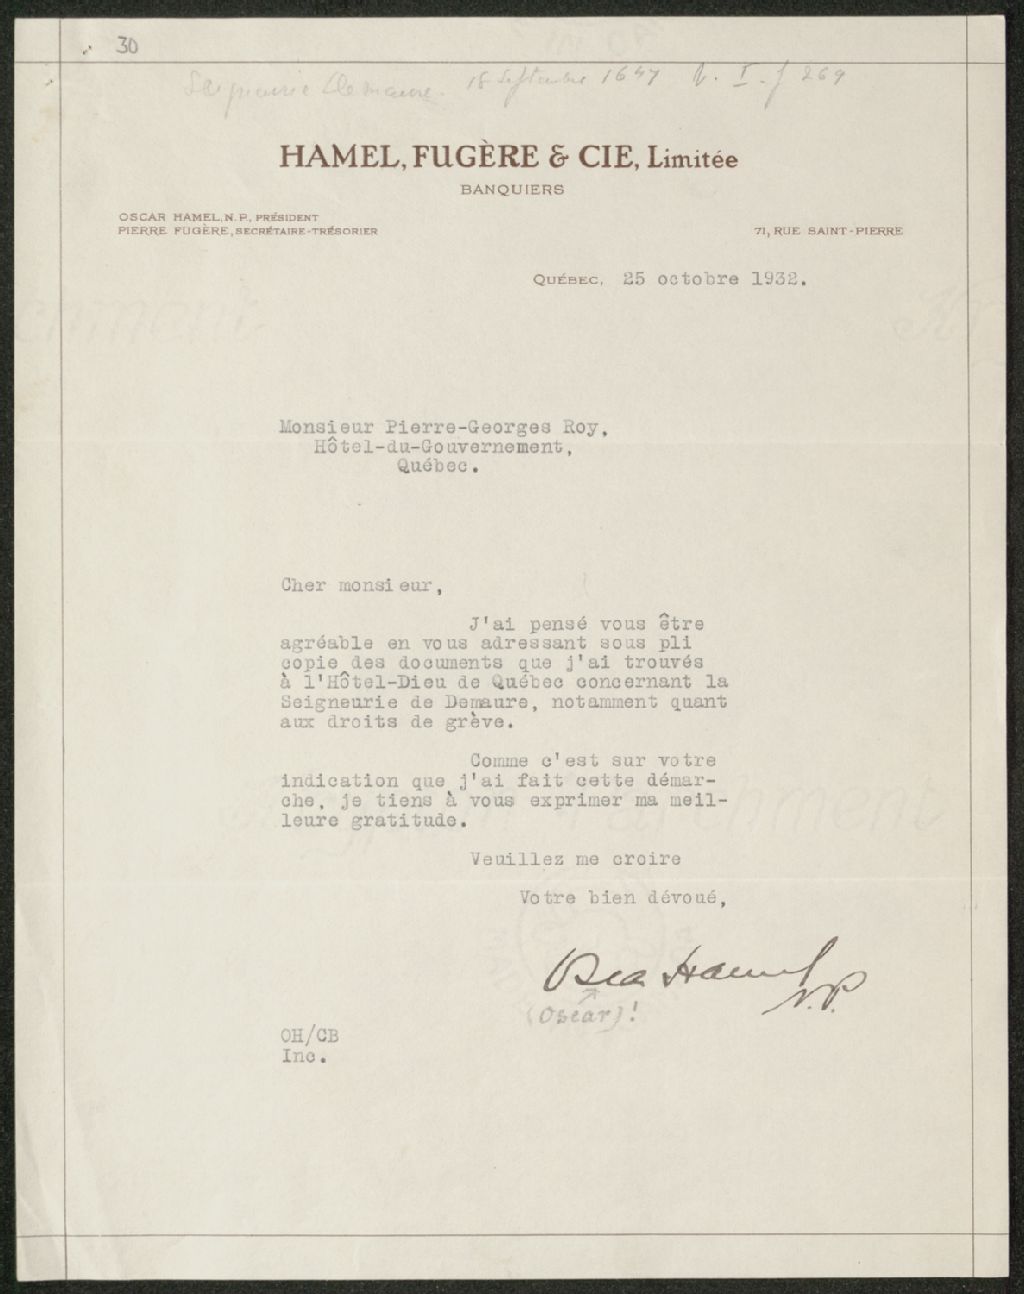 30
Seigneurie Demaure. 18 Septembre 1647 V. I. f 269
HAMEL, FUGÈRE & CIE, Limitée
BANQUIERS
OSCAR HAMEL, N. P., PRÉSIDENT
PIERRE FUGÈRE, SECRÉTAIRE-TRÉSORIER
71, RUE SAINT-PIERRE
QUÉBEC, 25 octobre 1932.
Monsieur Pierre-Georges Roy,
Hôtel-du-Gouvernement,
Québec.
Cher monsieur,
J'ai pensé vous être
agréable en vous adressant sous pli
copie des documents que j'ai trouvés
à l'Hôtel-Dieu de Québec concernant la
Seigneurie de Demaure, notamment quant
aux droits de grève.
Comme c'est sur votre
indication que j'ai fait cette démar-
che, je tiens à vous exprimer ma meil-
leure gratitude.
Veuillez me croire
Votre bien dévoué,
Oscar Hamel
N.P.
(Oscar)!
OH/CB
Inc.